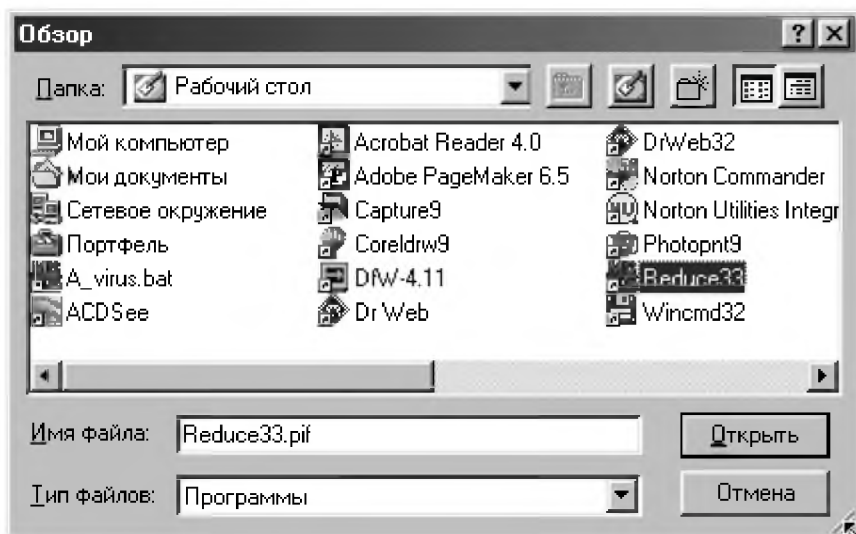 Обзор
Папка: Рабочий стол
Мой компьютер Acrobat Reader 4.0 DrWeb32
Мои документы Adobe PageMaker 6.5 Norton Commander
Сетевое окружение Capture9 Norton Utilities Integr
Портфель Coreldrw9 Photopnt9
A_virus.bat DfW-4.11 Reduce33
ACDSee Dr Web Wincmd32
Имя файла: Reduce33.pif Открыть
Тип файлов: Программы Отмена